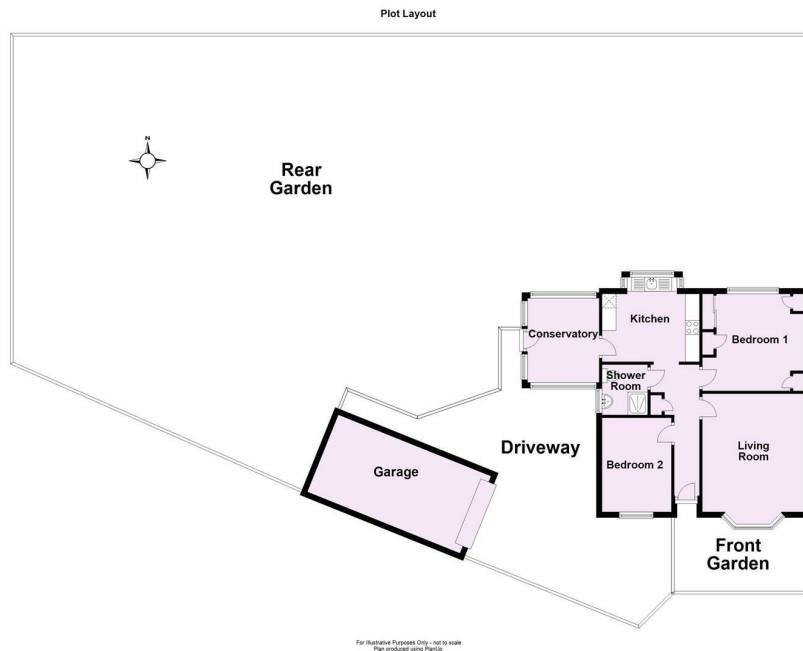 Plot Layout
N
Rear
Garden
Kitchen
Conservatory
Bedroom 1
Shower
Room
Driveway
Living
Room
Bedroom 2
Garage
Front
Garden
For Illustrative Purposes Only - not to scale
Plan produced using PlanUp.